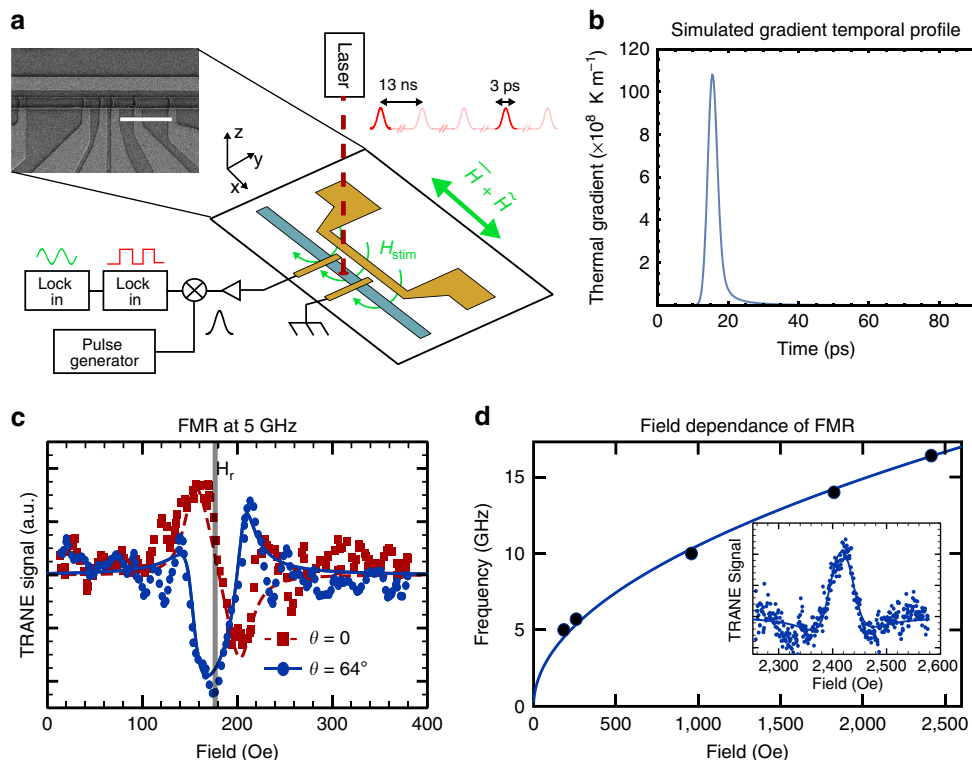 a
Laser
13 ns
3 ps
z
y
x
H̅ + H̃
H_stim
Lock
in
Lock
in
Pulse
generator
b
Simulated gradient temporal profile
Thermal gradient (×10⁸ K m⁻¹)
120
100
8
6
4
2
0
20
40
60
80
Time (ps)
c
FMR at 5 GHz
H_r
TRANE signal (a.u.)
θ = 0
θ = 64°
0
100
200
300
400
Field (Oe)
d
Field dependance of FMR
Frequency (GHz)
15
10
5
0
0
500
1,000
1,500
2,000
2,500
Field (Oe)
TRANE Signal
2,300
2,400
2,500
2,600
Field (Oe)